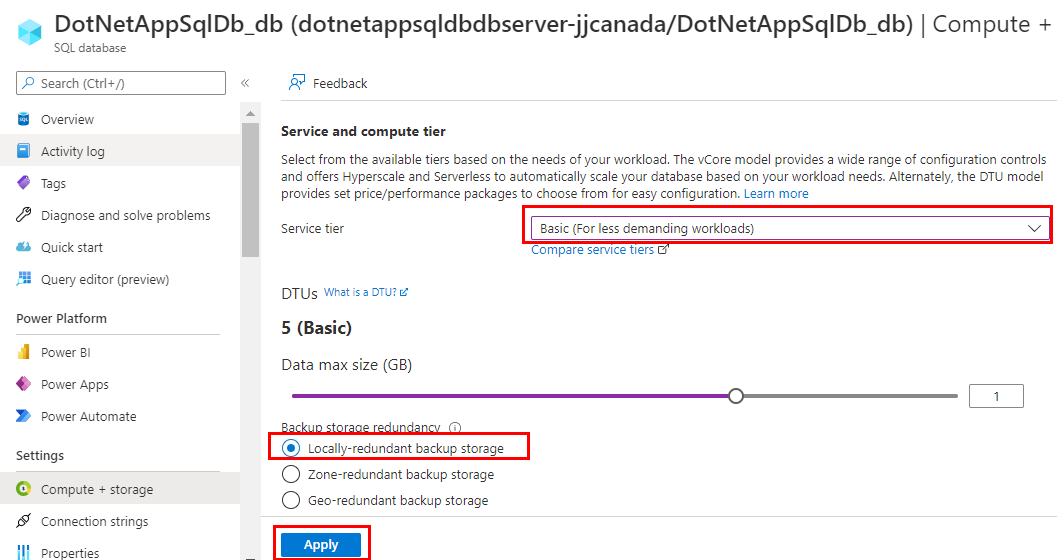 DotNetAppSqlDb_db (dotnetappsqldbdbserver-jjcanada/DotNetAppSqlDb_db) | Compute +
SQL database
Search (Ctrl+/)
«
Overview
Activity log
Tags
Diagnose and solve problems
Quick start
Query editor (preview)
Power Platform
Power BI
Power Apps
Power Automate
Settings
Compute + storage
Connection strings
Properties
Feedback
Service and compute tier
Select from the available tiers based on the needs of your workload. The vCore model provides a wide range of configuration controls
and offers Hyperscale and Serverless to automatically scale your database based on your workload needs. Alternately, the DTU model
provides set price/performance packages to choose from for easy configuration. Learn more
Service tier
Basic (For less demanding workloads)
Compare service tiers
DTUs What is a DTU?
5 (Basic)
Data max size (GB)
1
Backup storage redundancy
Locally-redundant backup storage
Zone-redundant backup storage
Geo-redundant backup storage
Apply